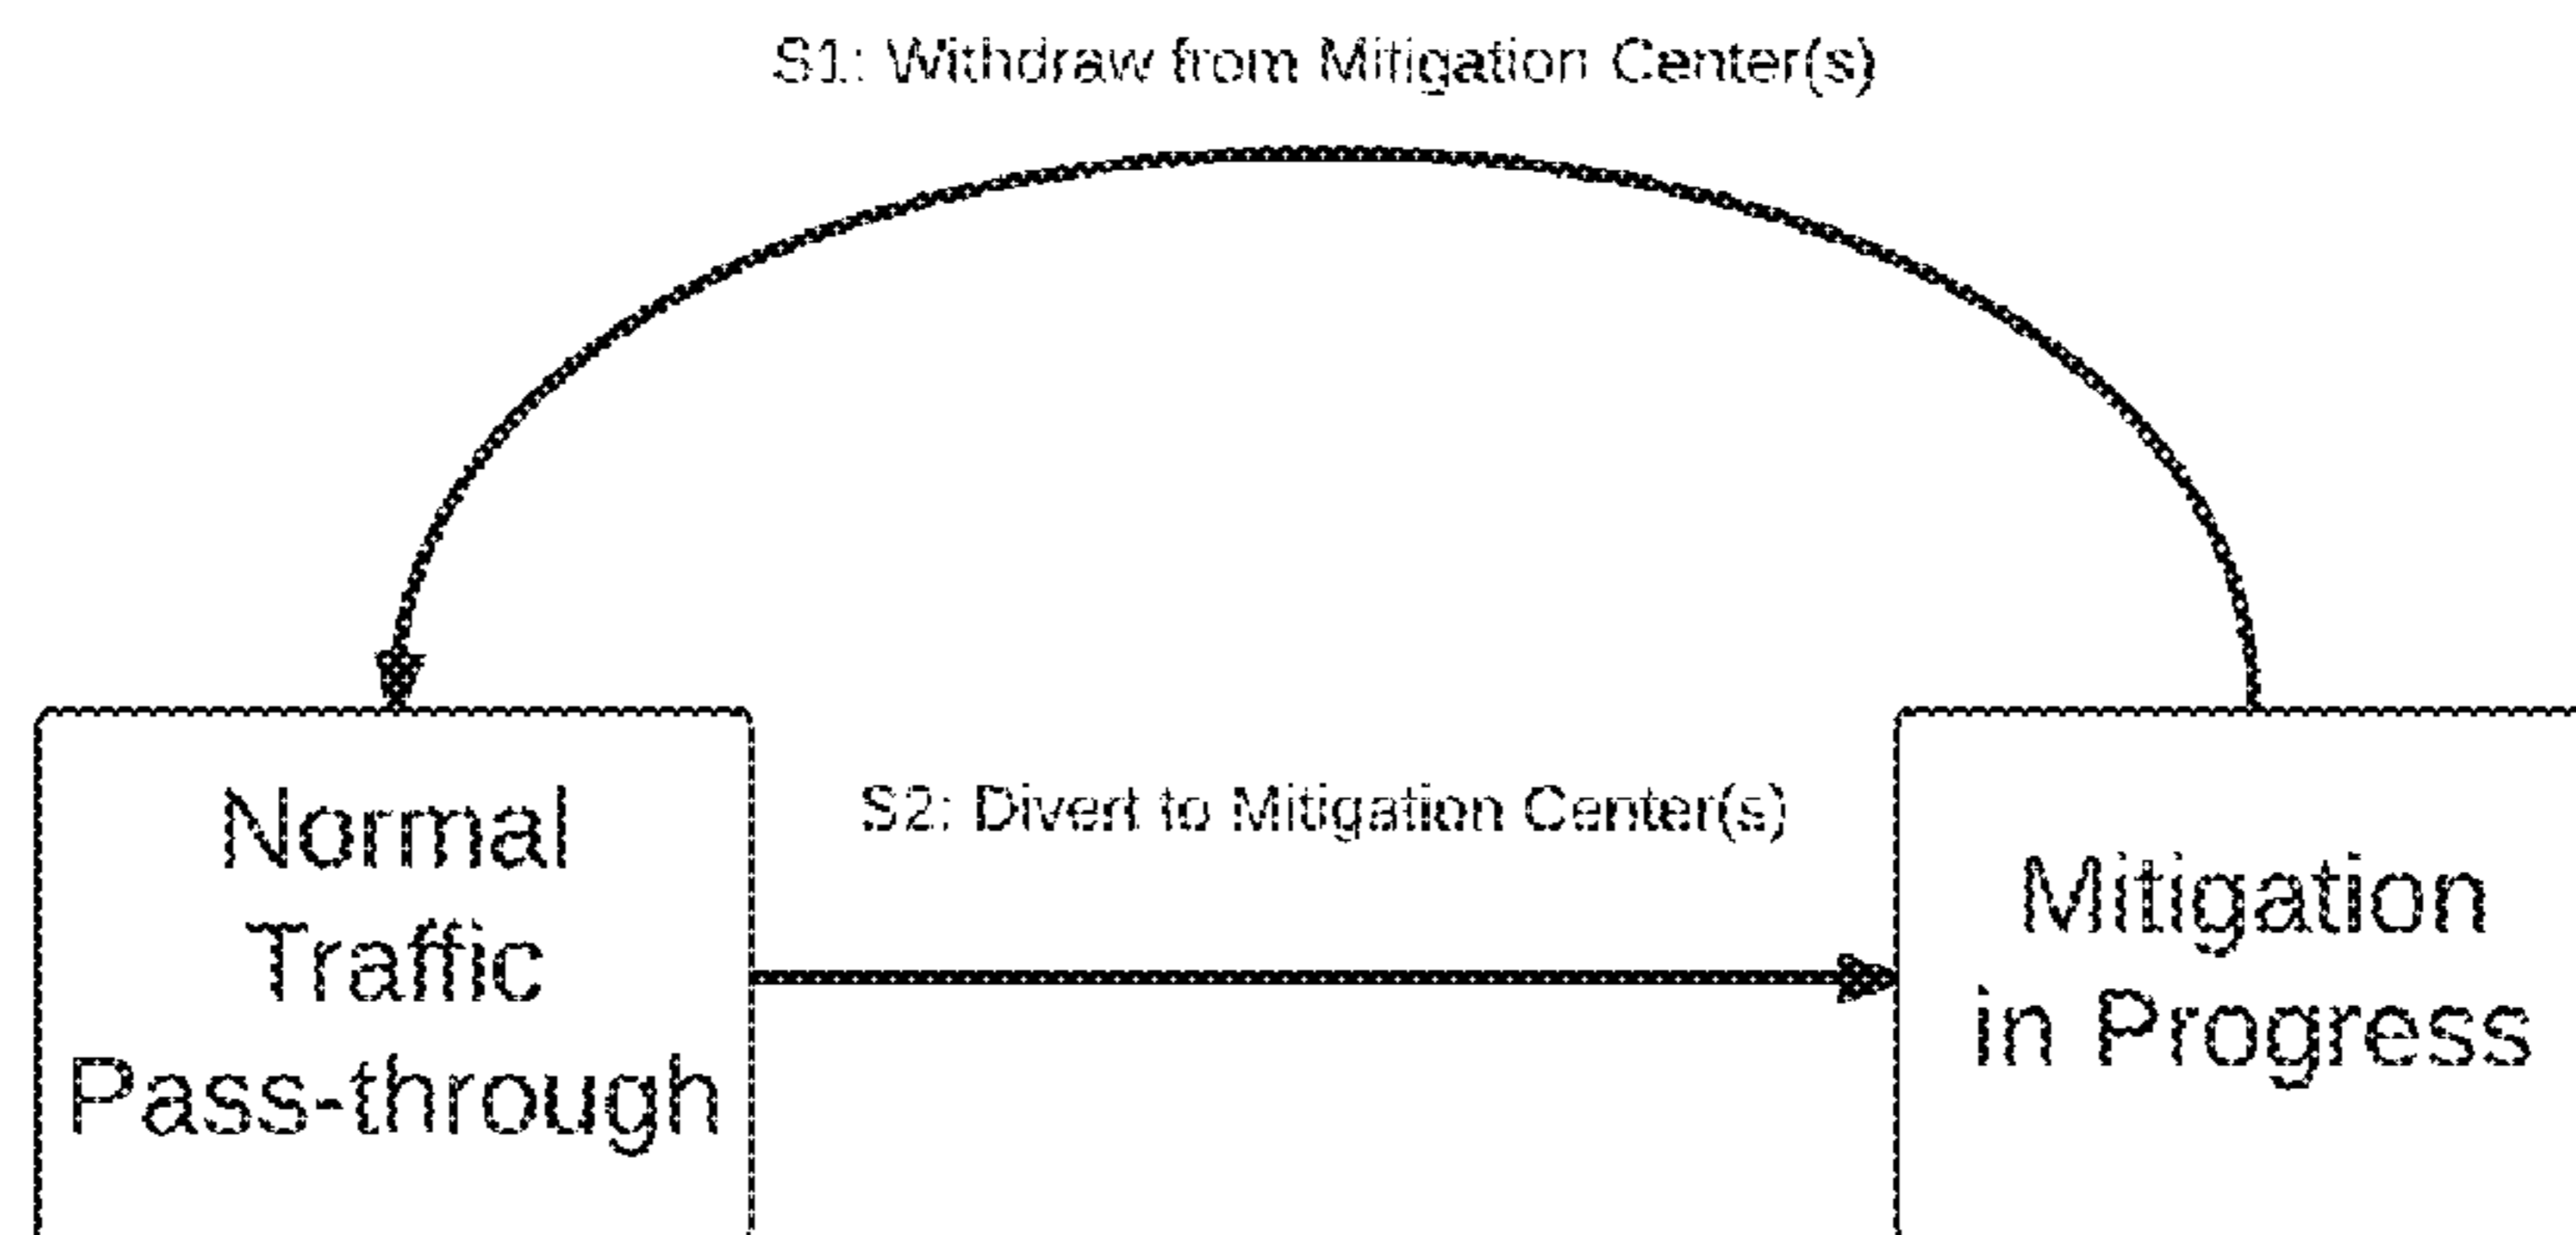 S1: Withdraw from Mitigation Center(s)
Normal
Traffic
Pass-through
S2: Divert to Mitigation Center(s)
Mitigation
in Progress